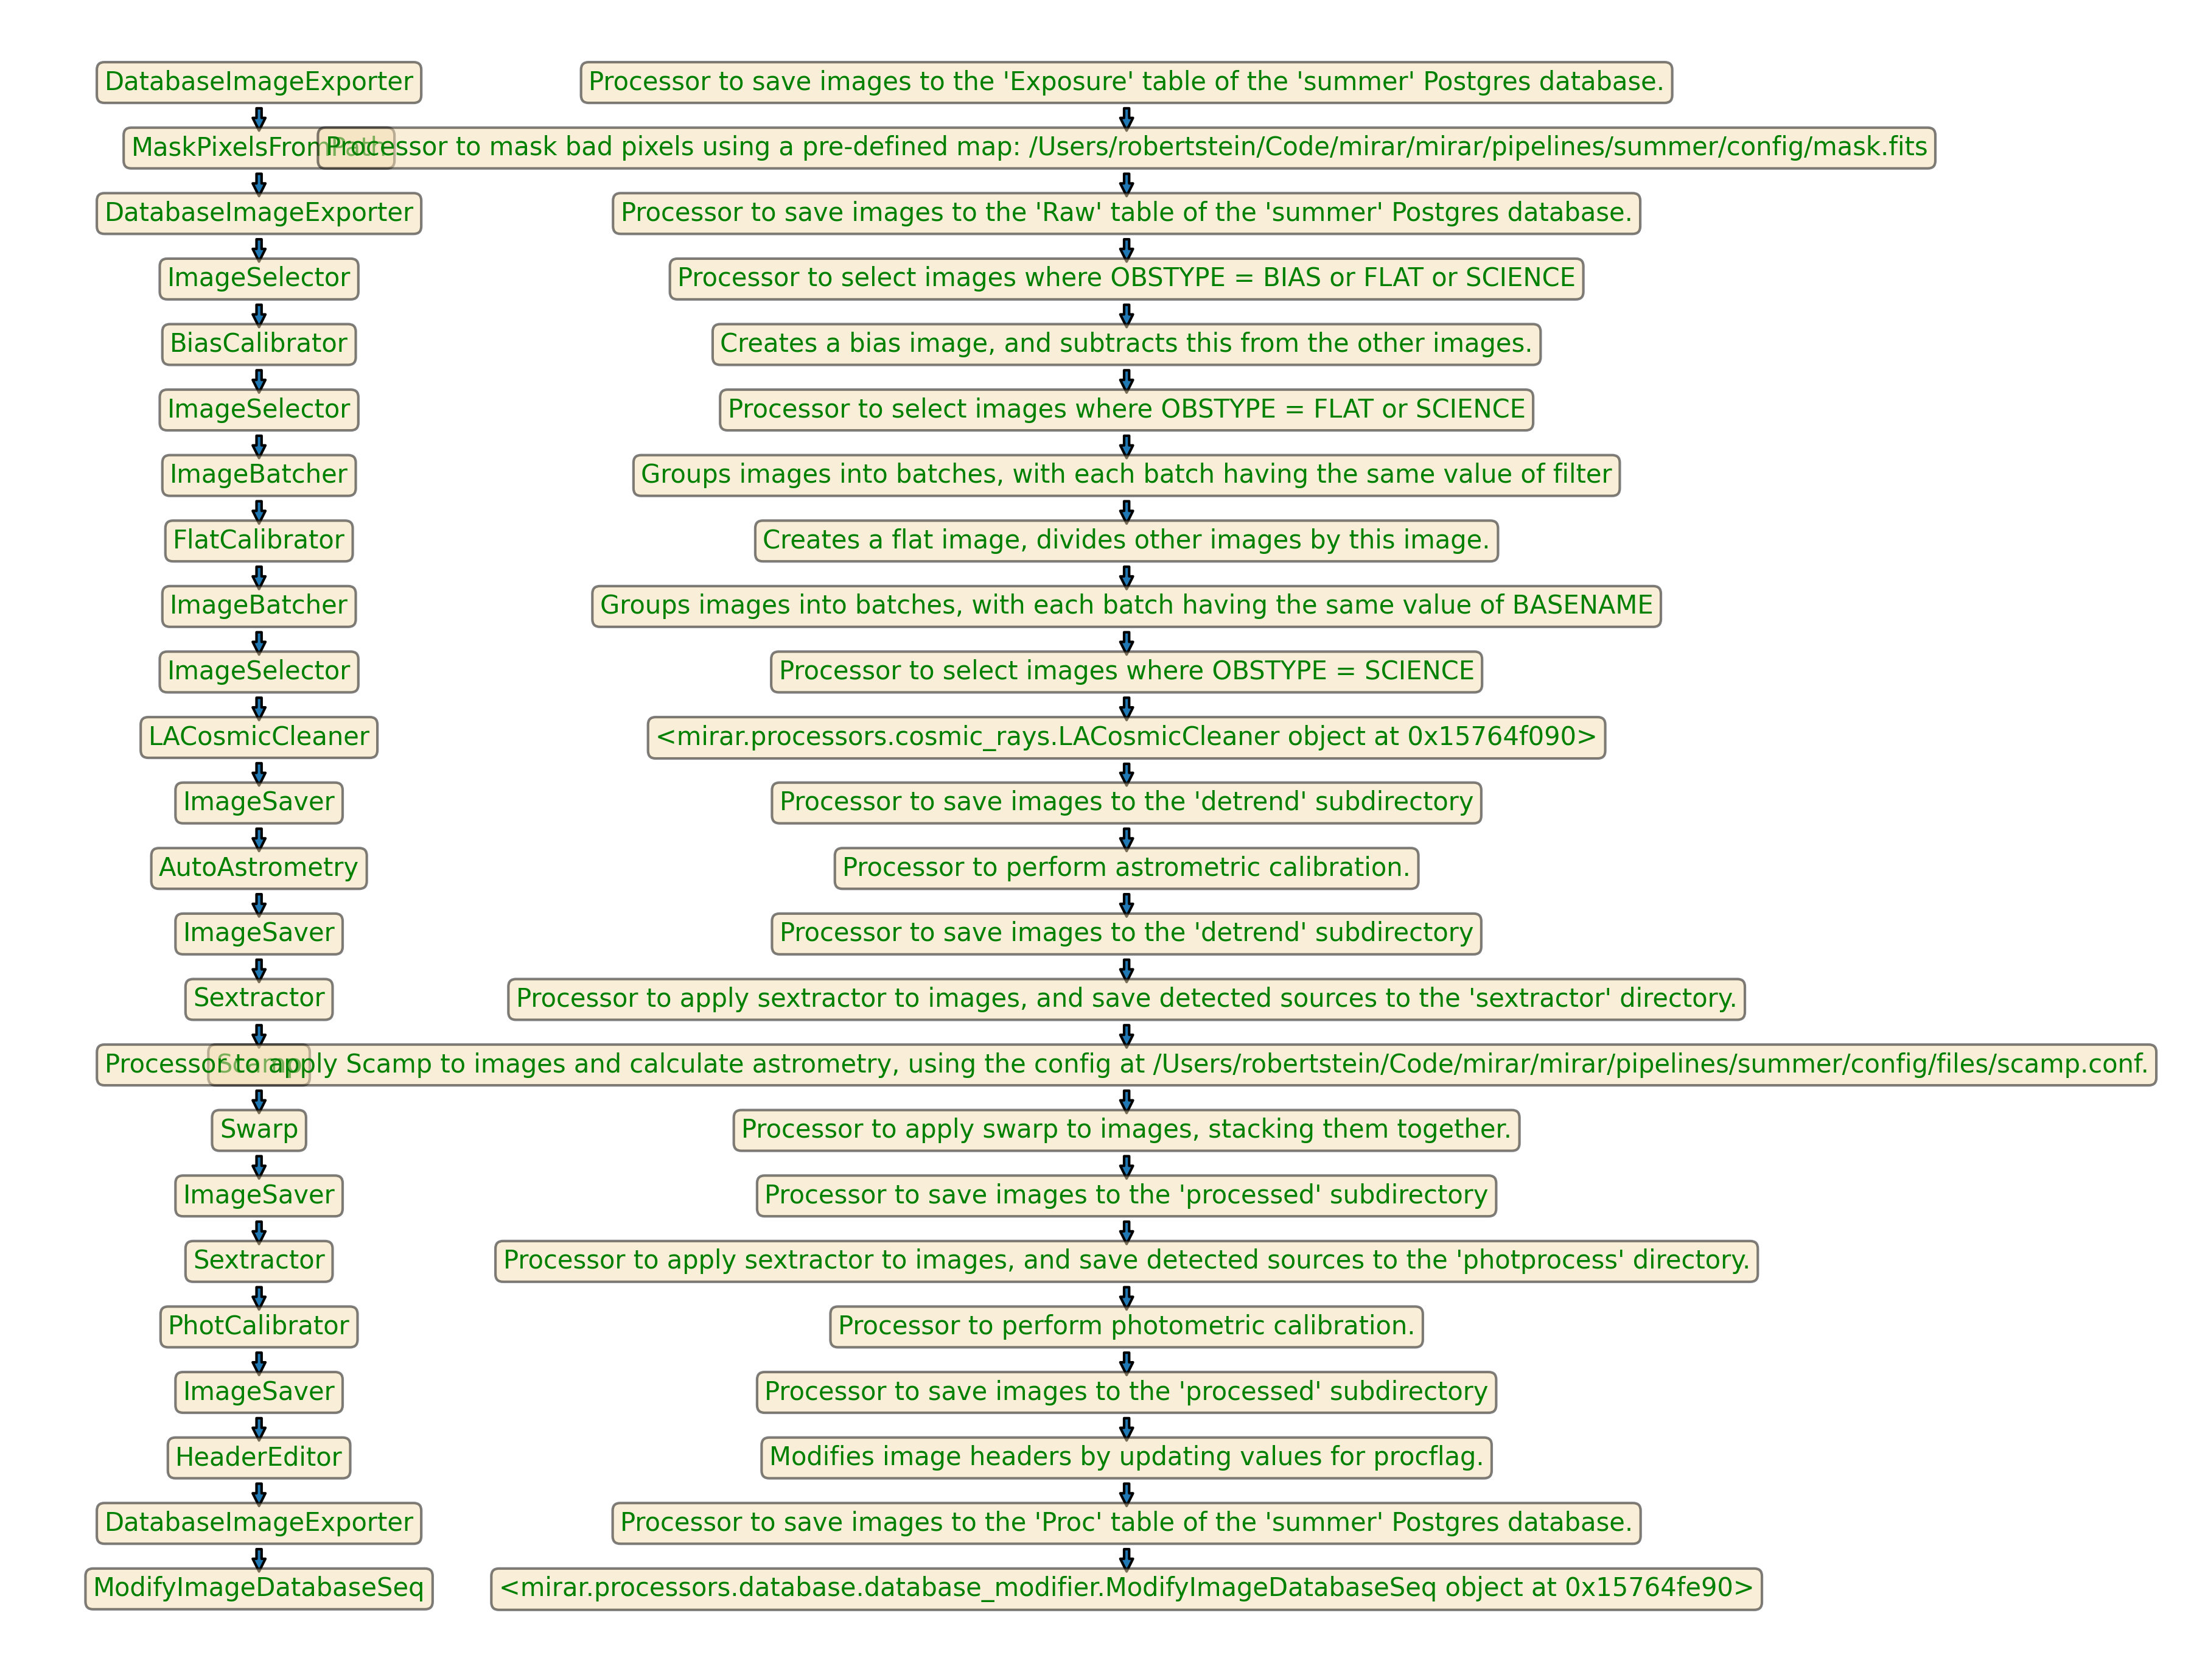 DatabaseImageExporter
Processor to save images to the 'Exposure' table of the 'summer' Postgres database.
MaskPixelsFromPath
Processor to mask bad pixels using a pre-defined map: /Users/robertstein/Code/mirar/mirar/pipelines/summer/config/mask.fits
DatabaseImageExporter
Processor to save images to the 'Raw' table of the 'summer' Postgres database.
ImageSelector
Processor to select images where OBSTYPE = BIAS or FLAT or SCIENCE
BiasCalibrator
Creates a bias image, and subtracts this from the other images.
ImageSelector
Processor to select images where OBSTYPE = FLAT or SCIENCE
ImageBatcher
Groups images into batches, with each batch having the same value of filter
FlatCalibrator
Creates a flat image, divides other images by this image.
ImageBatcher
Groups images into batches, with each batch having the same value of BASENAME
ImageSelector
Processor to select images where OBSTYPE = SCIENCE
LACosmicCleaner
<mirar.processors.cosmic_rays.LACosmicCleaner object at 0x15764f090>
ImageSaver
Processor to save images to the 'detrend' subdirectory
AutoAstrometry
Processor to perform astrometric calibration.
ImageSaver
Processor to save images to the 'detrend' subdirectory
Sextractor
Processor to apply sextractor to images, and save detected sources to the 'sextractor' directory.
Scamp
Processor to apply Scamp to images and calculate astrometry, using the config at /Users/robertstein/Code/mirar/mirar/pipelines/summer/config/files/scamp.conf.
Swarp
Processor to apply swarp to images, stacking them together.
ImageSaver
Processor to save images to the 'processed' subdirectory
Sextractor
Processor to apply sextractor to images, and save detected sources to the 'photprocess' directory.
PhotCalibrator
Processor to perform photometric calibration.
ImageSaver
Processor to save images to the 'processed' subdirectory
HeaderEditor
Modifies image headers by updating values for procflag.
DatabaseImageExporter
Processor to save images to the 'Proc' table of the 'summer' Postgres database.
ModifyImageDatabaseSeq
<mirar.processors.database.database_modifier.ModifyImageDatabaseSeq object at 0x15764fe90>